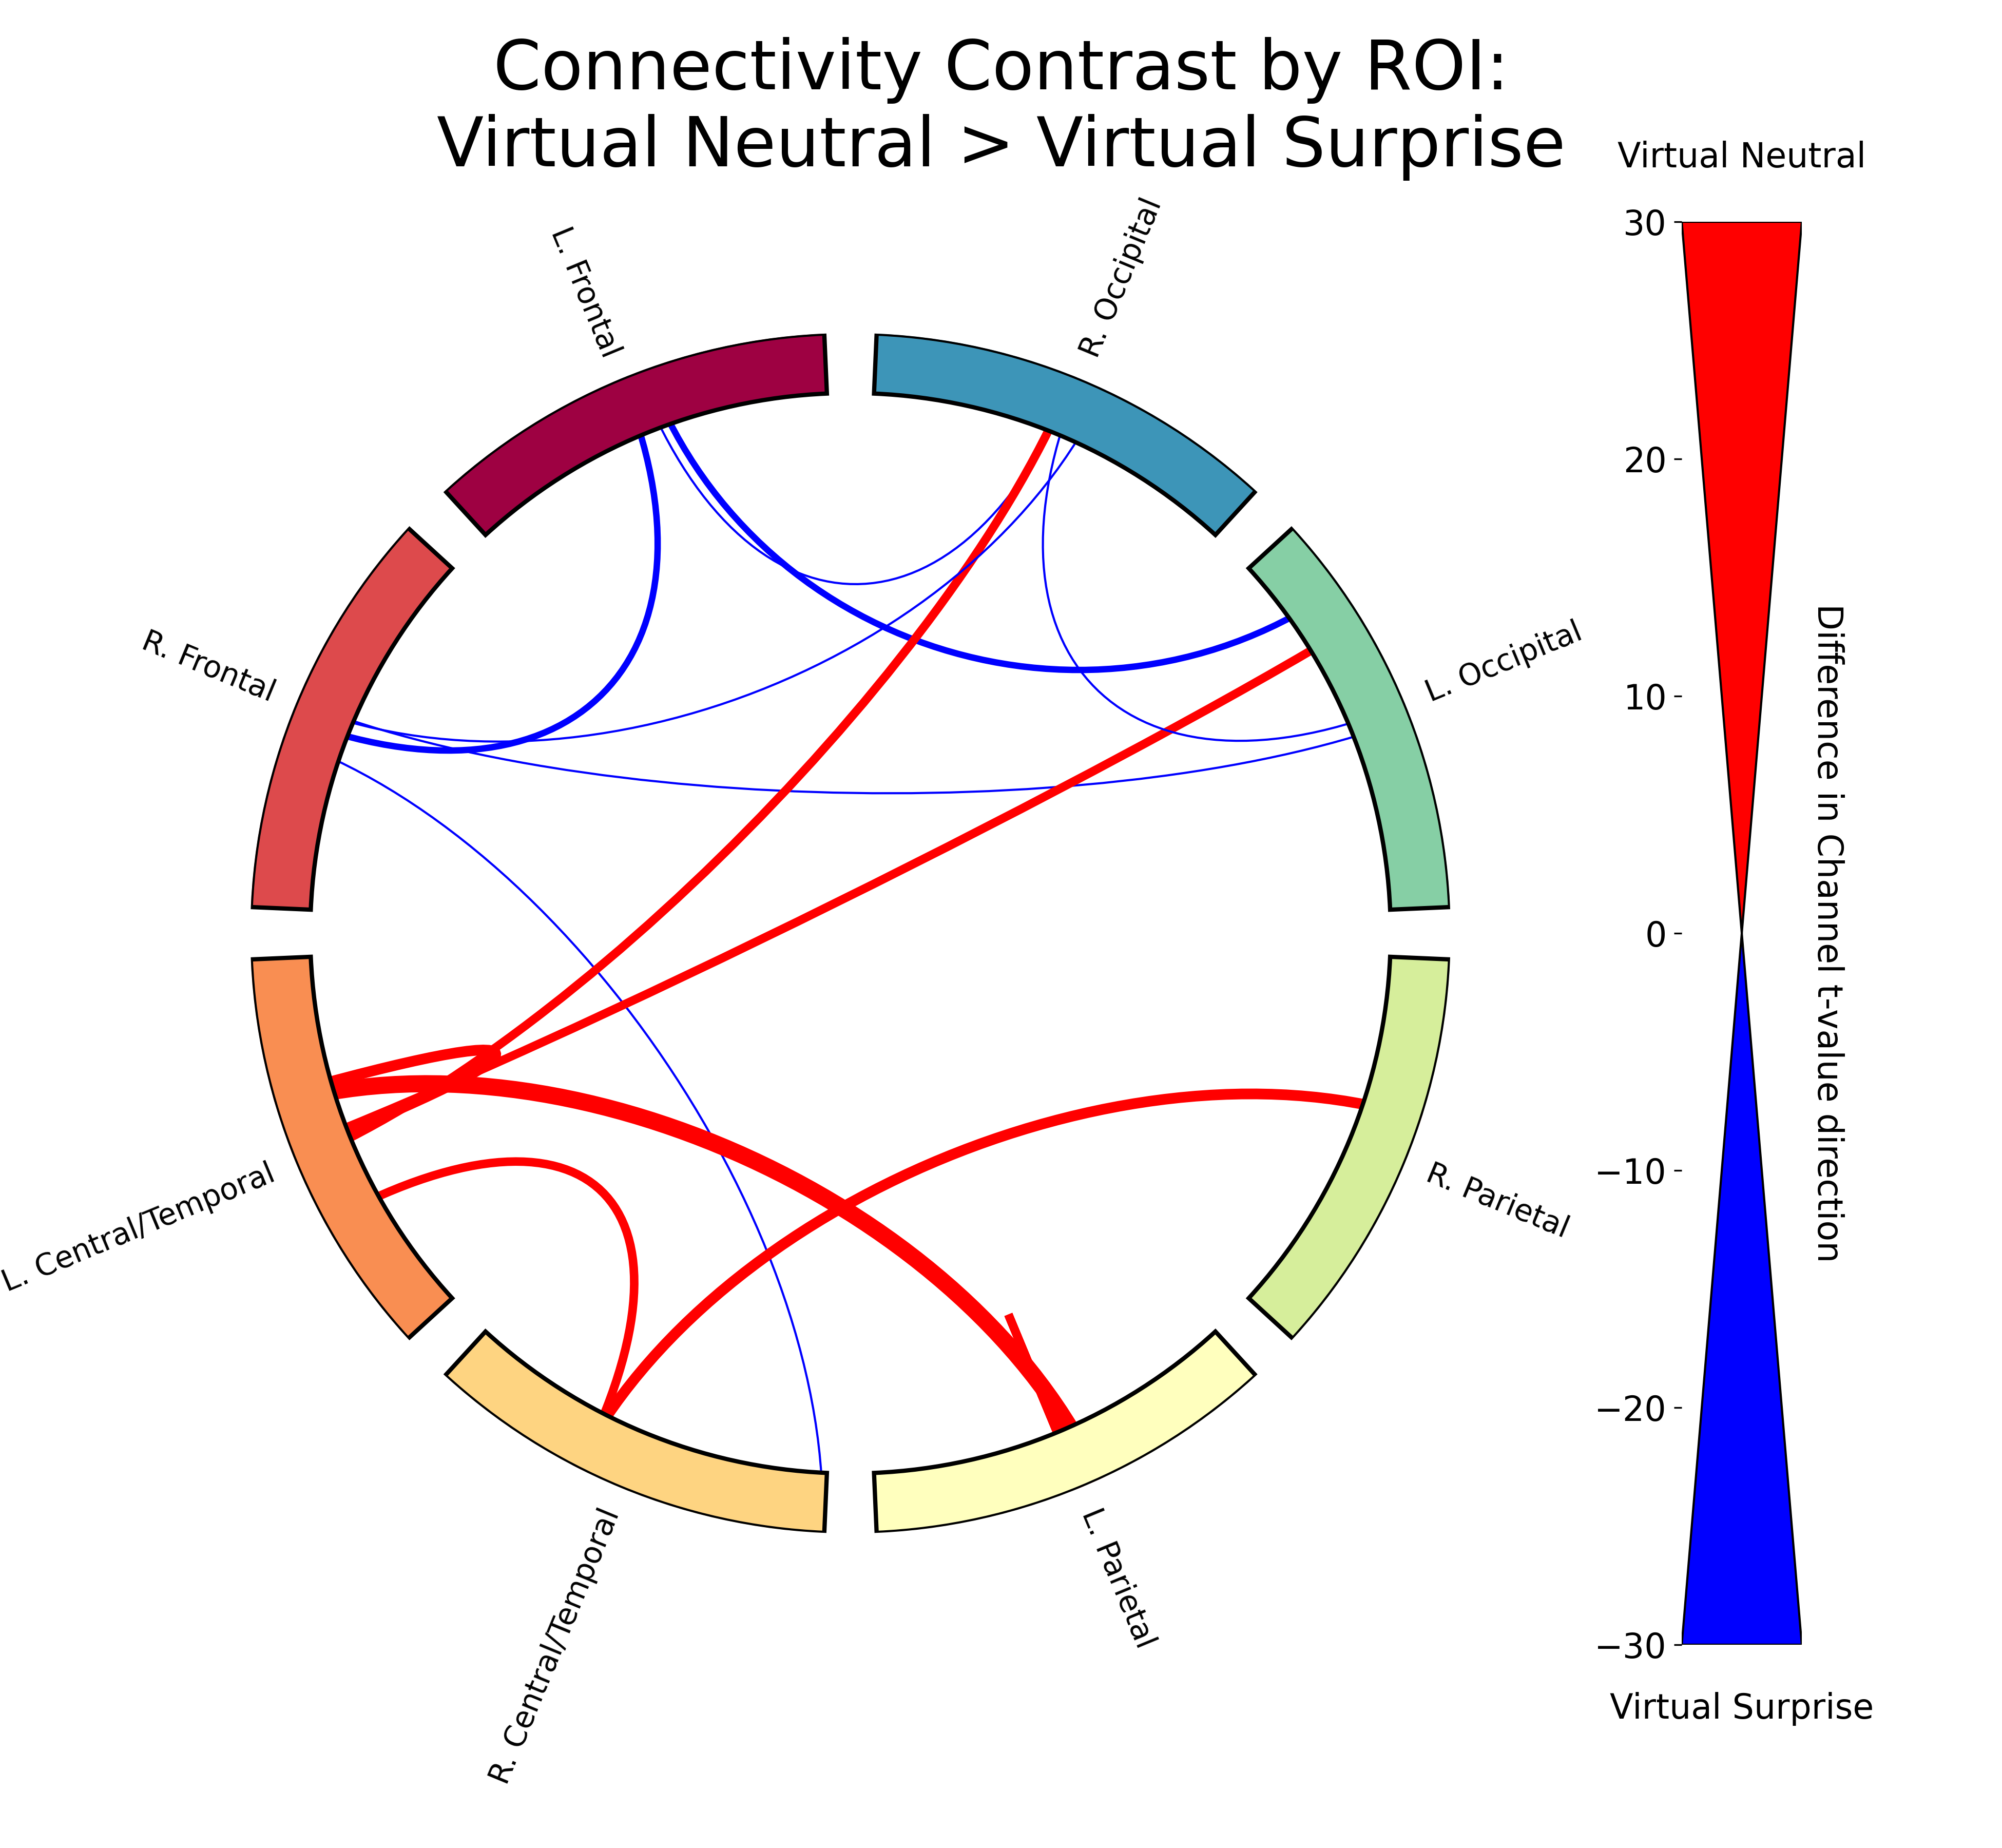 Connectivity Contrast by ROI:
Virtual Neutral > Virtual Surprise
Virtual Neutral
L. Frontal
R. Occipital
R. Frontal
L. Occipital
L. Central/Temporal
R. Parietal
R. Central/Temporal
L. Parietal
30
20
10
0
−10
−20
−30
Difference in Channel t-value direction
Virtual Surprise